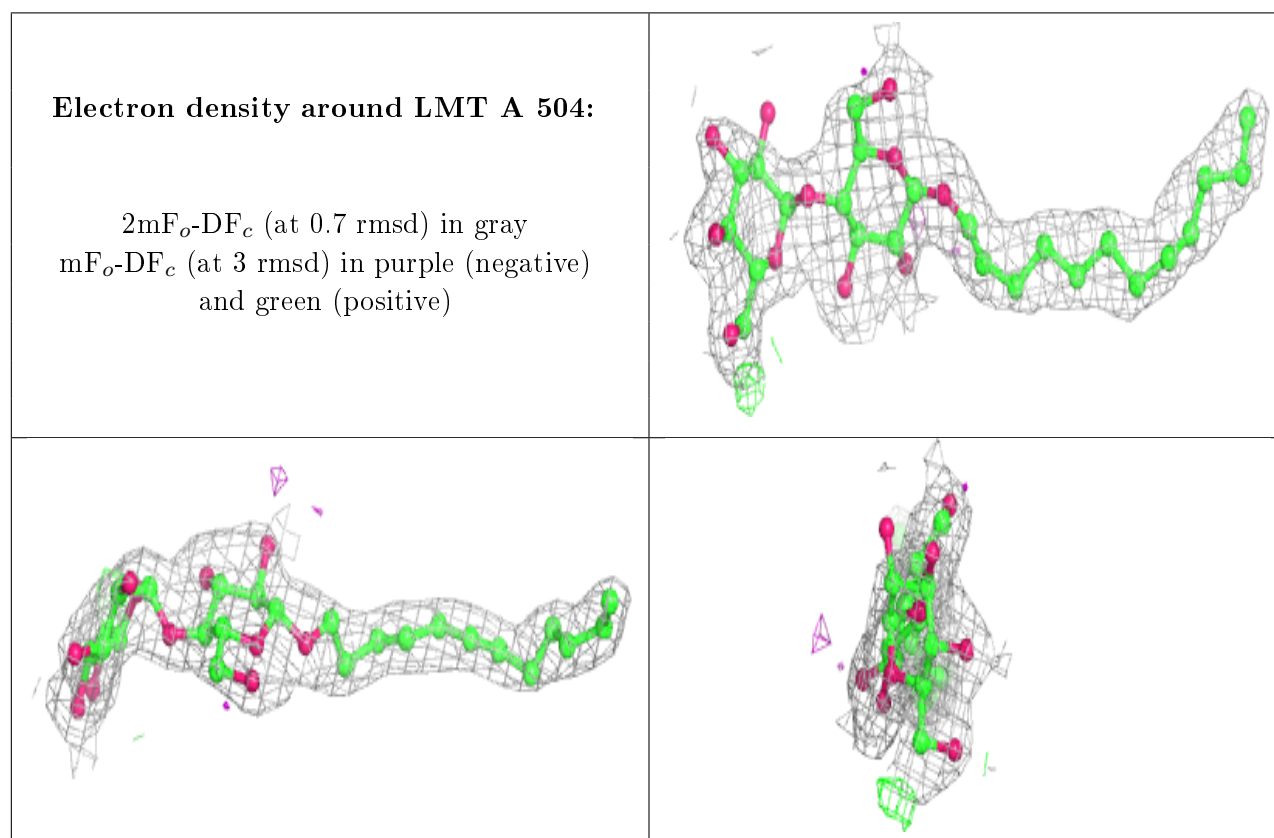 Electron density around LMT A 504:
2mFo-DFc (at 0.7 rmsd) in gray
mFo-DFc (at 3 rmsd) in purple (negative)
and green (positive)